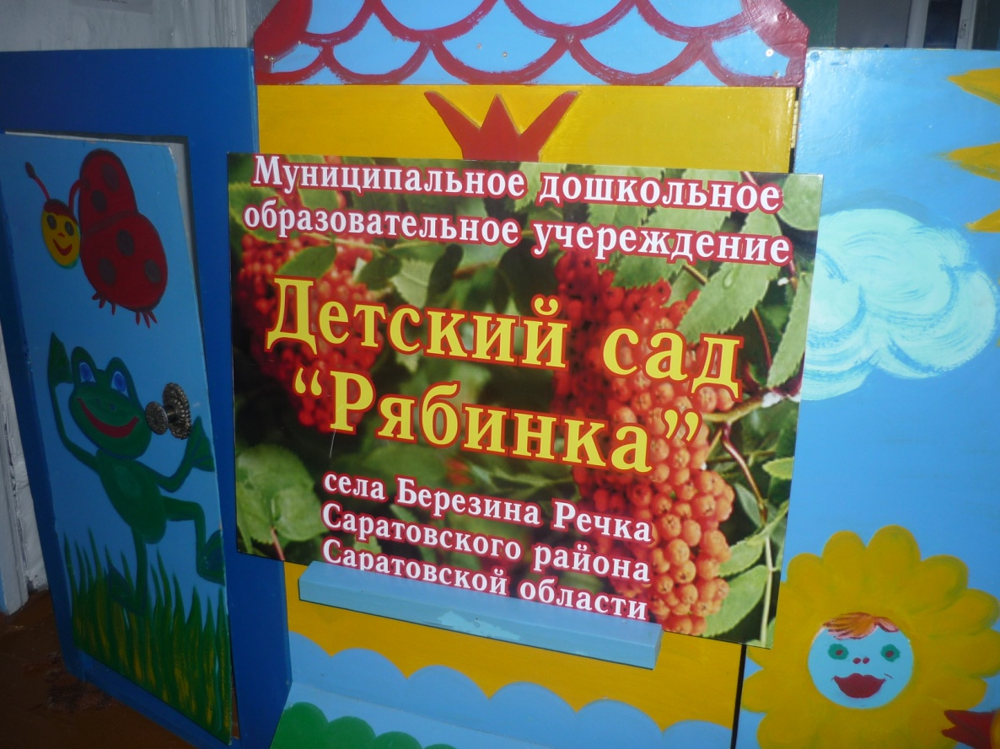 Муниципальное дошкольное
образовательное учереждение
Детский сад
“Рябинка”
села Березина Речка
Саратовского района
Саратовской области